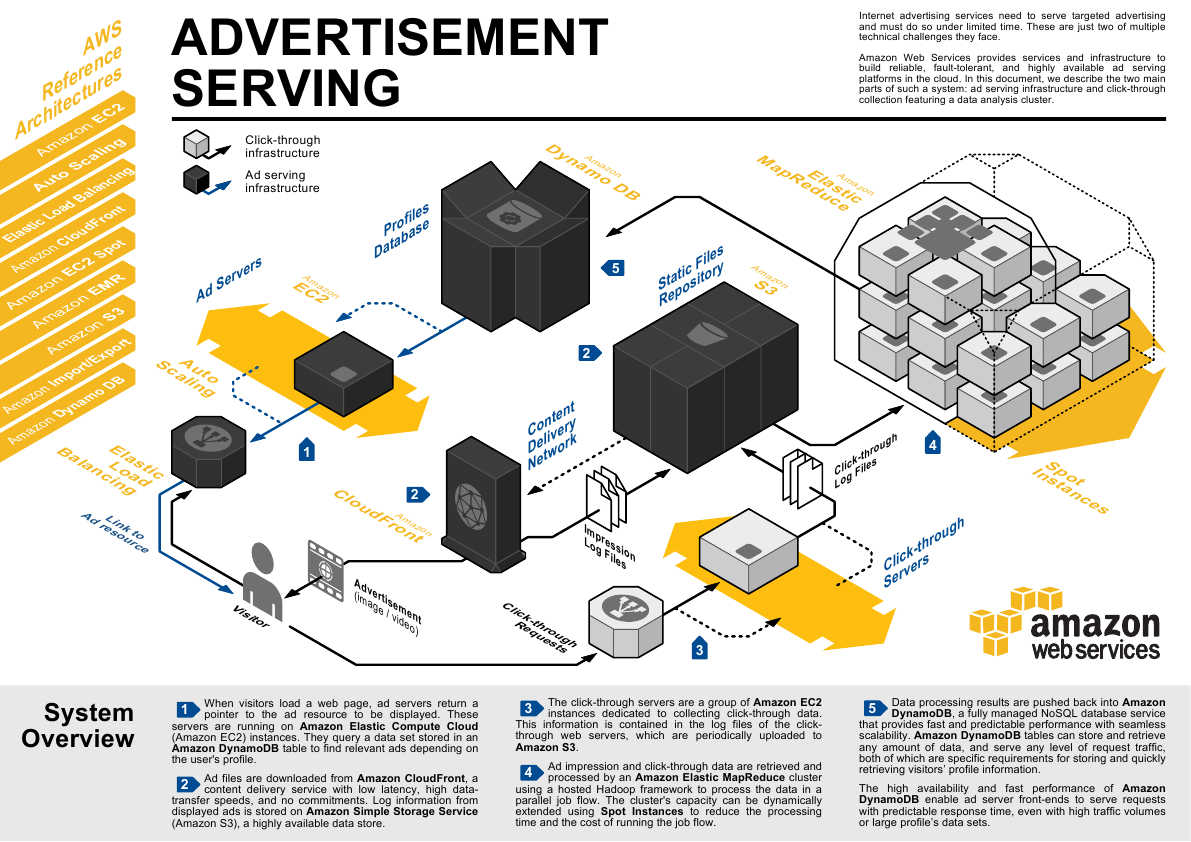 AWS
Reference
Architectures
Amazon EC2
Auto Scaling
Elastic Load Balancing
Amazon CloudFront
Amazon EC2 Spot
Amazon EMR
Amazon S3
Amazon Import/Export
Amazon Dynamo DB
ADVERTISEMENT
SERVING
Internet advertising services need to serve targeted advertising
and must do so under limited time. These are just two of multiple
technical challenges they face.
Amazon Web Services provides services and infrastructure to
build reliable, fault-tolerant, and highly available ad serving
platforms in the cloud. In this document, we describe the two main
parts of such a system: ad serving infrastructure and click-through
collection featuring a data analysis cluster.
Click-through
infrastructure
Ad serving
infrastructure
Profiles
Database
Amazon
Dynamo DB
5
Amazon
Elastic
MapReduce
Ad Servers
Amazon
EC2
Auto
Scaling
1
Static Files
Repository
Amazon
S3
2
Content
Delivery
Network
4
Spot
Instances
Elastic
Load
Balancing
Link to
Ad resource
2
Amazon
CloudFront
Impression
Log Files
Click-through
Log Files
Click-through
Servers
Visitor
Advertisement
(image / video)
Click-through
Requests
3
amazon
web services
System
Overview
1 When visitors load a web page, ad servers return a
pointer to the ad resource to be displayed. These
servers are running on Amazon Elastic Compute Cloud
(Amazon EC2) instances. They query a data set stored in an
Amazon DynamoDB table to find relevant ads depending on
the user's profile.
2 Ad files are downloaded from Amazon CloudFront, a
content delivery service with low latency, high data-
transfer speeds, and no commitments. Log information from
displayed ads is stored on Amazon Simple Storage Service
(Amazon S3), a highly available data store.
3 The click-through servers are a group of Amazon EC2
instances dedicated to collecting click-through data.
This information is contained in the log files of the click-
through web servers, which are periodically uploaded to
Amazon S3.
4 Ad impression and click-through data are retrieved and
processed by an Amazon Elastic MapReduce cluster
using a hosted Hadoop framework to process the data in a
parallel job flow. The cluster's capacity can be dynamically
extended using Spot Instances to reduce the processing
time and the cost of running the job flow.
5 Data processing results are pushed back into Amazon
DynamoDB, a fully managed NoSQL database service
that provides fast and predictable performance with seamless
scalability. Amazon DynamoDB tables can store and retrieve
any amount of data, and serve any level of request traffic,
both of which are specific requirements for storing and quickly
retrieving visitors' profile information.
The high availability and fast performance of Amazon
DynamoDB enable ad server front-ends to serve requests
with predictable response time, even with high traffic volumes
or large profile's data sets.